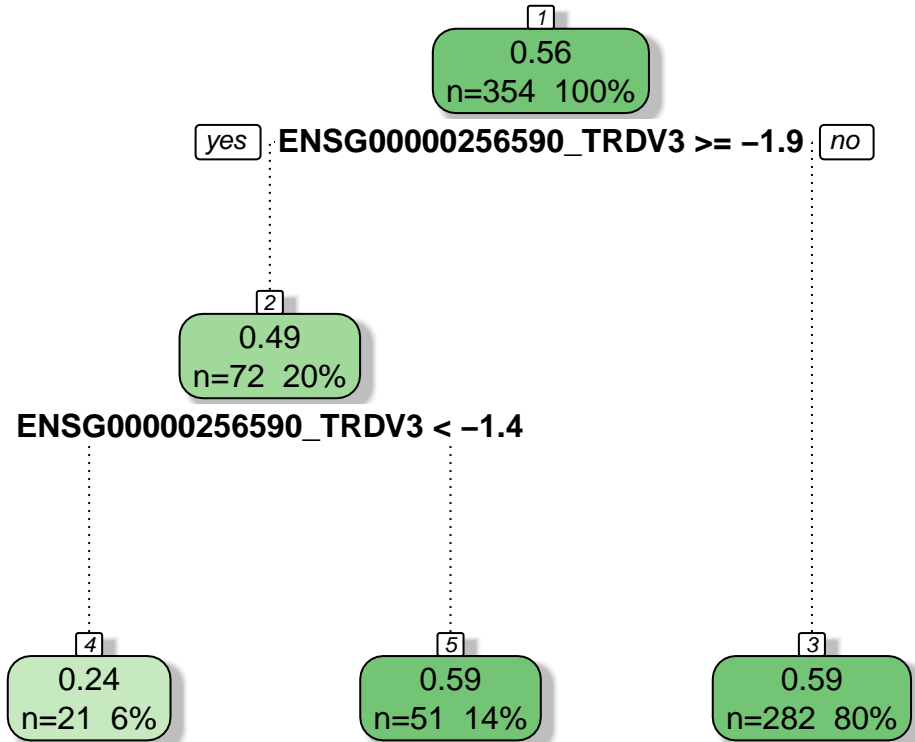 1
0.56
n=354 100%
yes ENSG00000256590_TRDV3 >= −1.9 no
2
0.49
n=72 20%
ENSG00000256590_TRDV3 < −1.4
4 5 3
0.24 0.59 0.59
n=21 6% n=51 14% n=282 80%